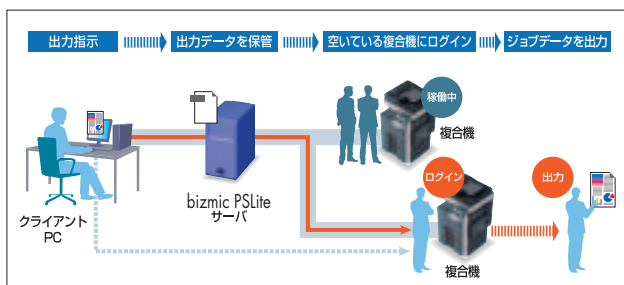 出力指示
出力データを保管
空いている複合機にログイン
ジョブデータを出力
稼働中
複合機
bizmic PSLite
サーバ
クライアント
PC
ログイン
複合機
出力